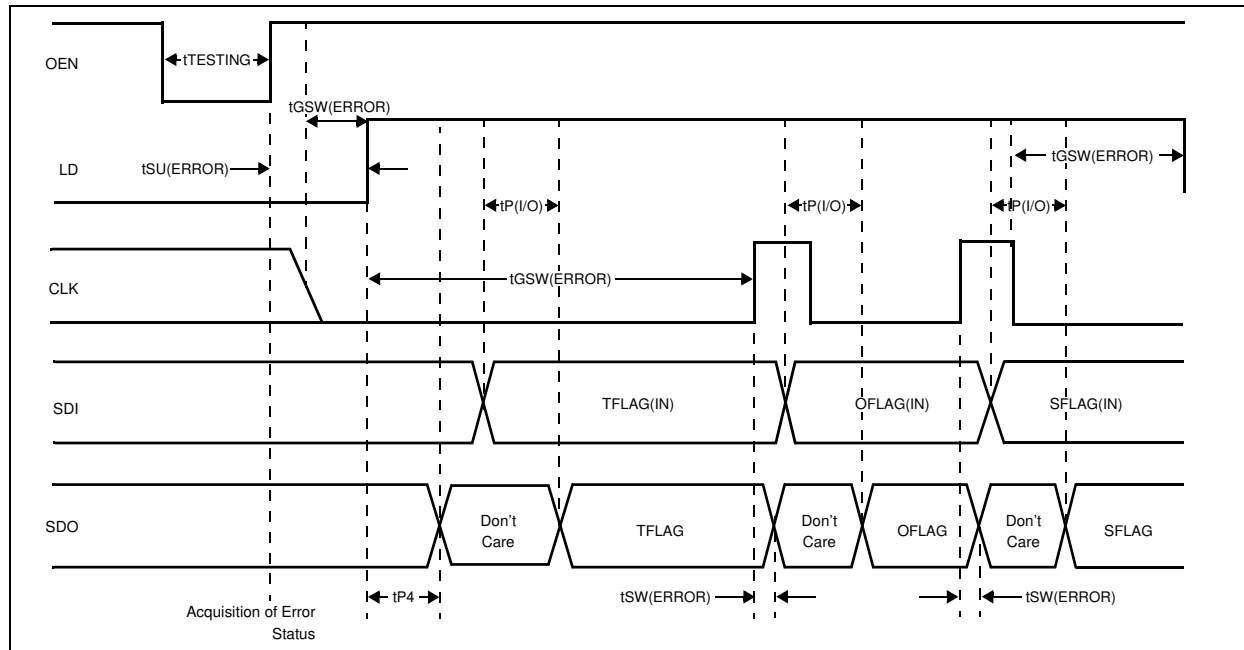 OEN
tTESTING
tGSW(ERROR)
LD
tSU(ERROR)
tGSW(ERROR)
tP(I/O)
tP(I/O)
tP(I/O)
CLK
tGSW(ERROR)
SDI
TFLAG(IN)
OFLAG(IN)
SFLAG(IN)
SDO
Don't
Care
TFLAG
Don't
Care
OFLAG
Don't
Care
SFLAG
tP4
tSW(ERROR)
tSW(ERROR)
Acquisition of Error
Status